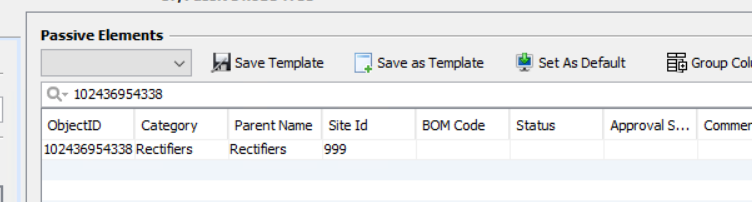 Passive Elements
Save Template Save as Template Set As Default Group Colu
102436954338
ObjectID Category Parent Name Site Id BOM Code Status Approval S... Commen
102436954338 Rectifiers Rectifiers 999